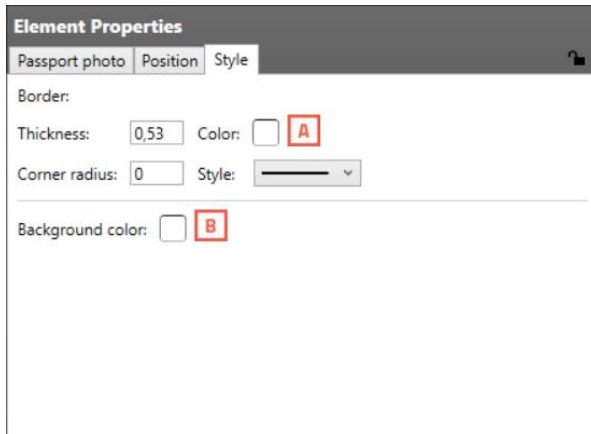 Element Properties
Passport photo Position Style
Border:
Thickness: 0,53 Color: A
Corner radius: 0 Style:
Background color: B